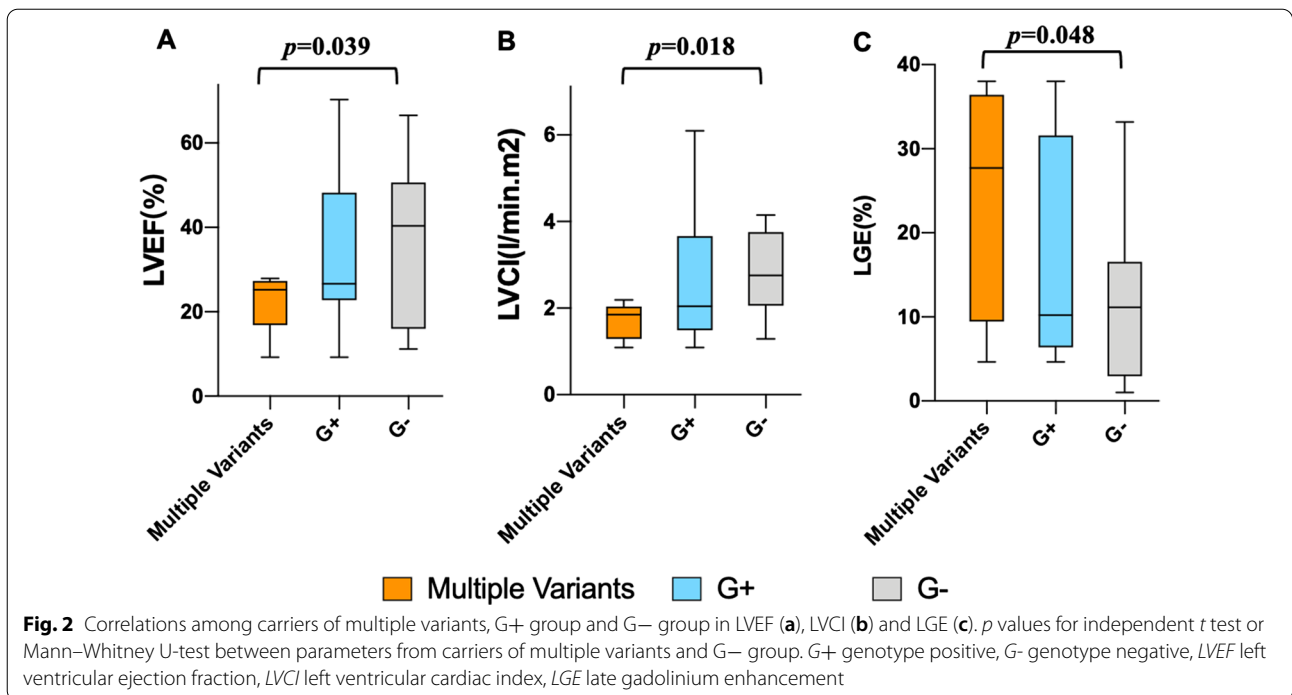 A
p=0.039
LVEF(%)
60
40
20
0
Multiple Variants
G+
G-
B
p=0.018
LVCI(l/min.m2)
6
4
2
0
Multiple Variants
G+
G-
C
p=0.048
LGE(%)
40
30
20
10
0
Multiple Variants
G+
G-
Multiple Variants G+ G-
Fig. 2 Correlations among carriers of multiple variants, G+ group and G− group in LVEF (a), LVCI (b) and LGE (c). p values for independent t test or
Mann–Whitney U-test between parameters from carriers of multiple variants and G− group. G+ genotype positive, G- genotype negative, LVEF left
ventricular ejection fraction, LVCI left ventricular cardiac index, LGE late gadolinium enhancement